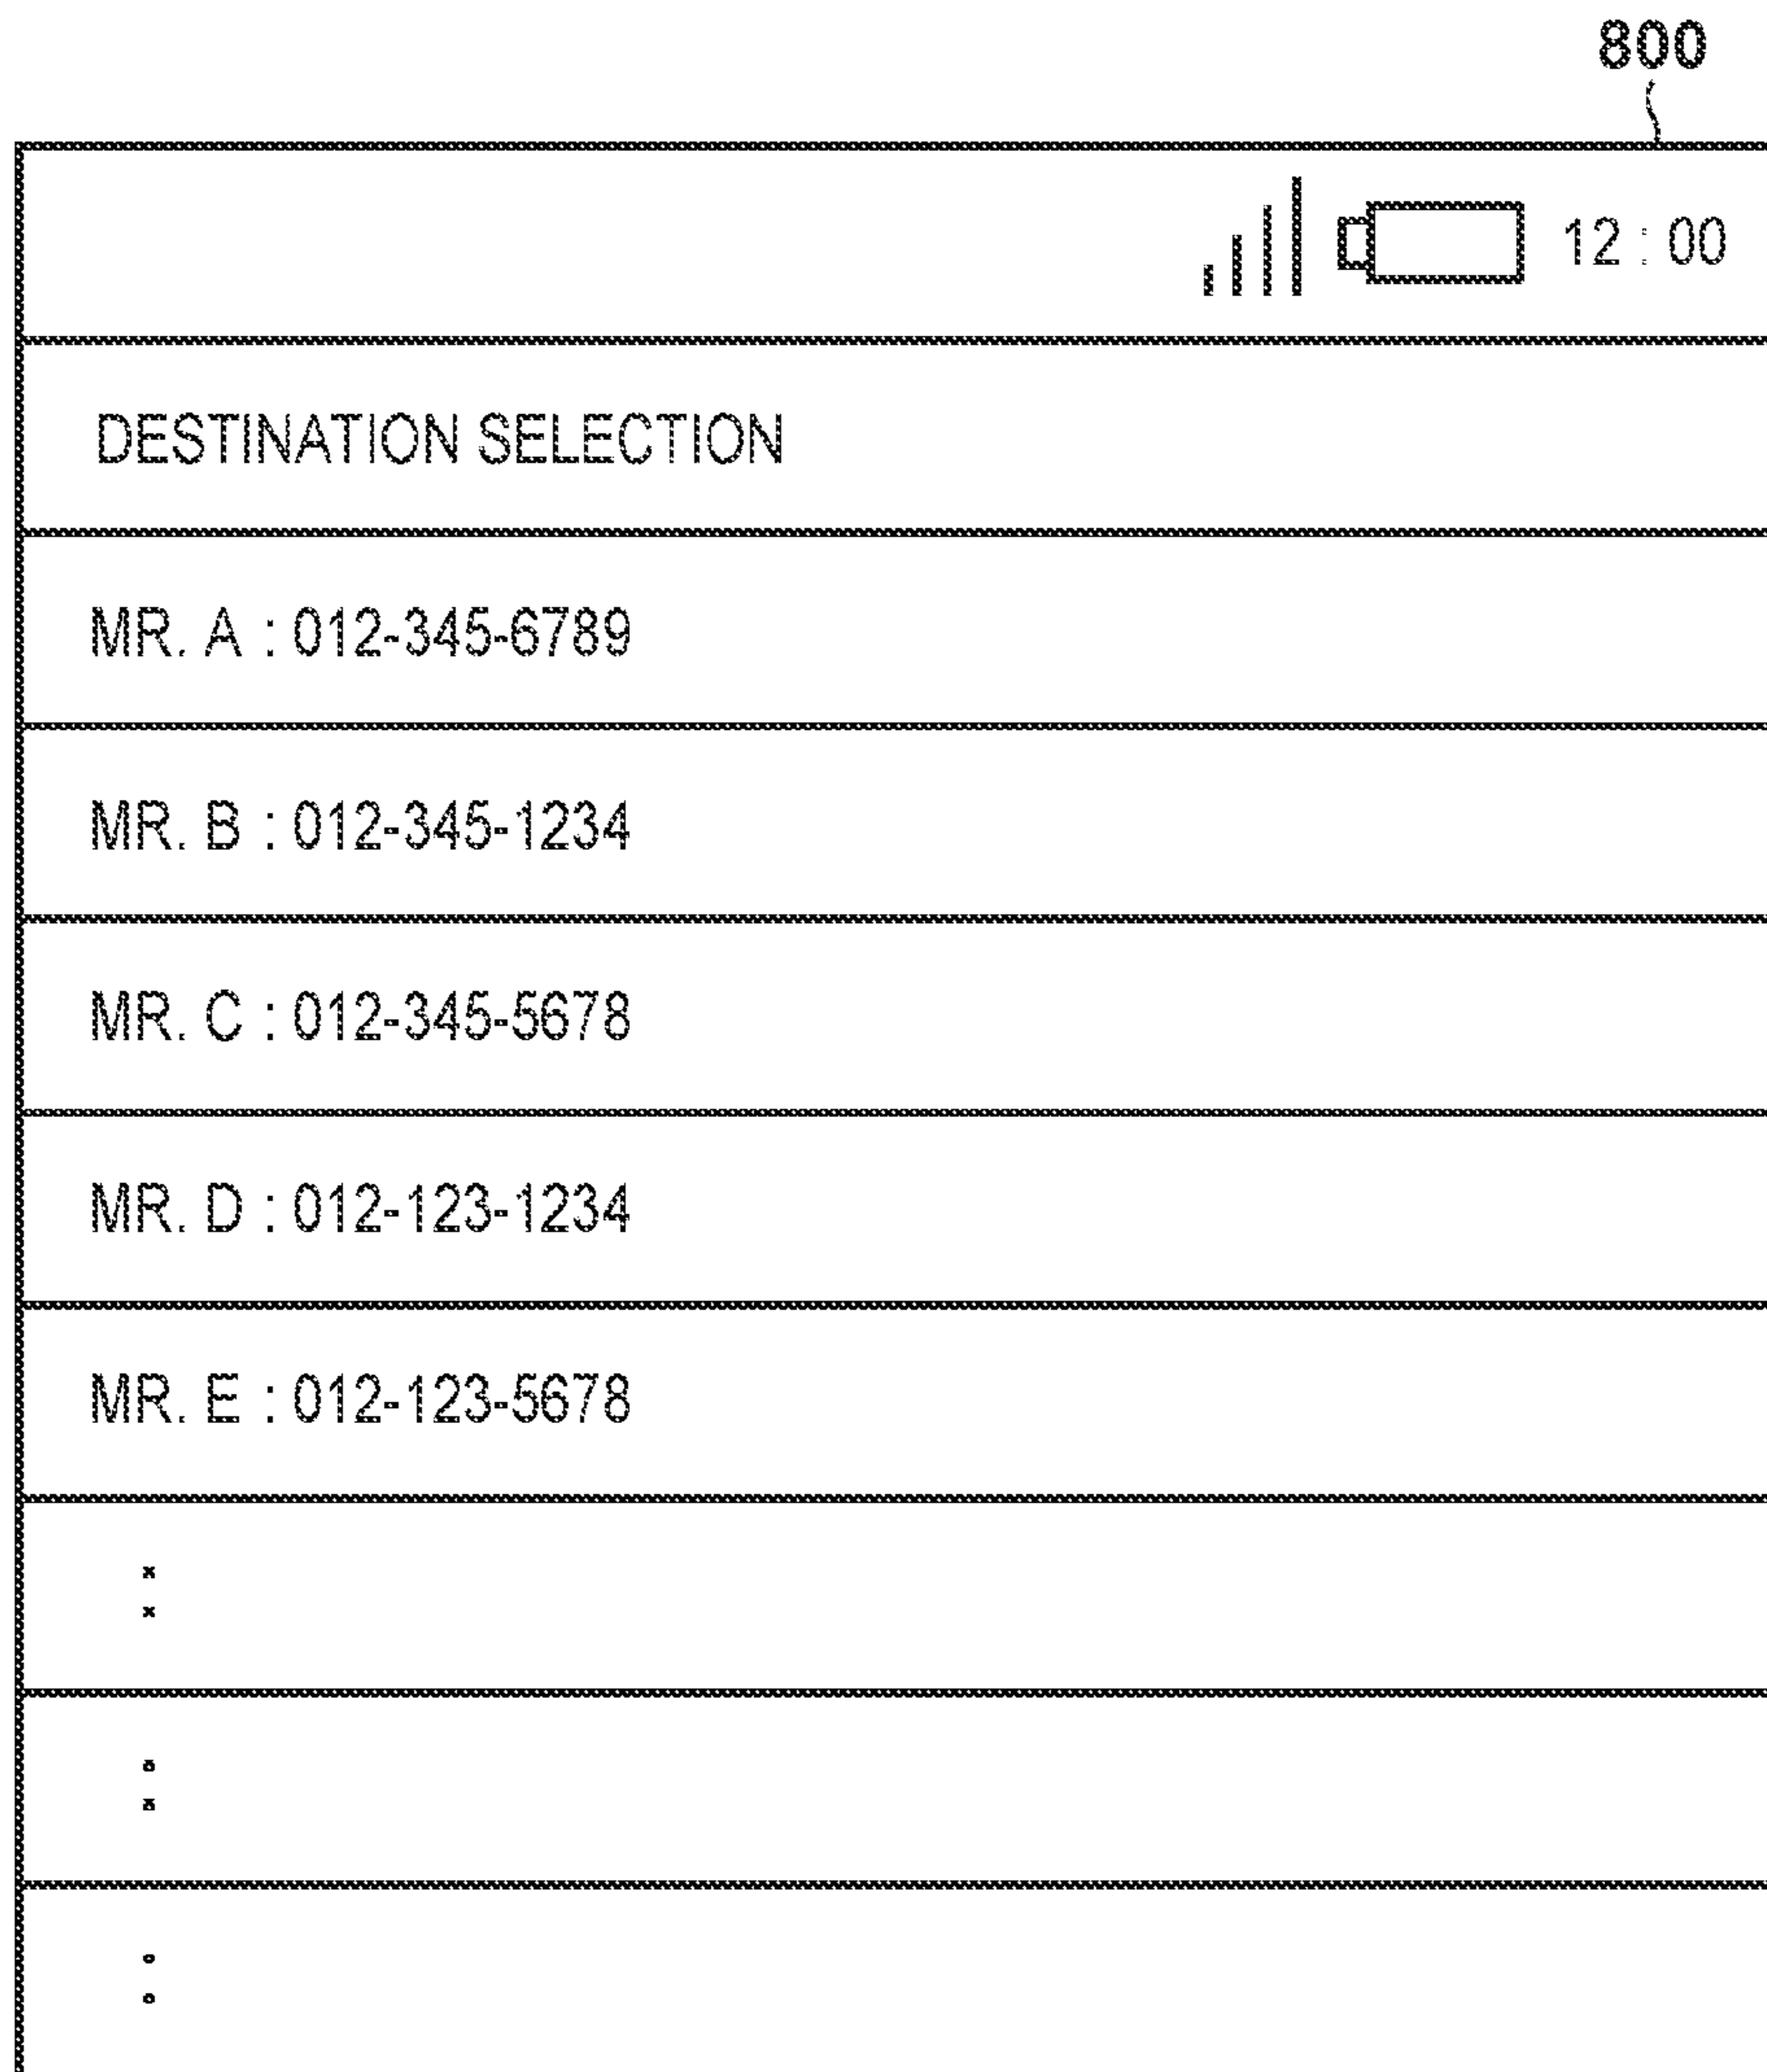 800
12 : 00
DESTINATION SELECTION
MR. A : 012-345-6789
MR. B : 012-345-1234
MR. C : 012-345-5678
MR. D : 012-123-1234
MR. E : 012-123-5678
:
:
: